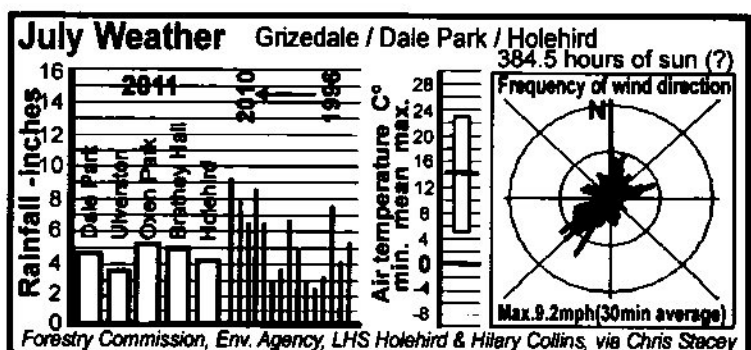 July Weather Grizedale / Dale Park / Holehird
384.5 hours of sun (?)
Rainfall -inches
16
14
12
10
8
6
4
2
0
2011
2010
1996
Dale Park
Ulverston
Oxen Park
Brathey Hall
Holehird
Air temperature C°
min. mean max.
28
24
20
16
12
8
4
0
-4
-8
Frequency of wind direction
N
Max.9.2mph(30min average)
Forestry Commission, Env. Agency, LHS Holehird & Hilary Collins, via Chris Stacey